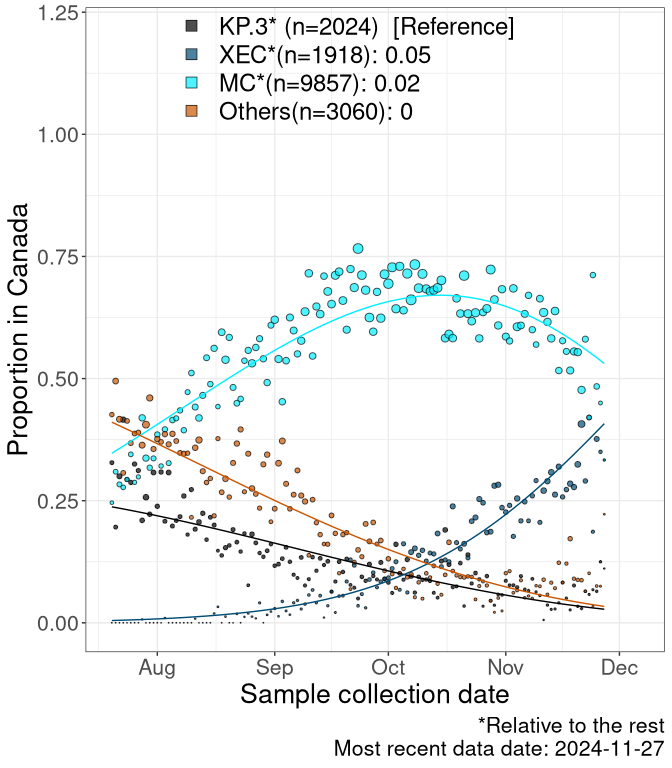 KP.3* (n=2024)  [Reference]
XEC*(n=1918): 0.05
MC*(n=9857): 0.02
Others(n=3060): 0
Proportion in Canada
1.25
1.00
0.75
0.50
0.25
0.00
Aug Sep Oct Nov Dec
Sample collection date
*Relative to the rest
Most recent data date: 2024-11-27